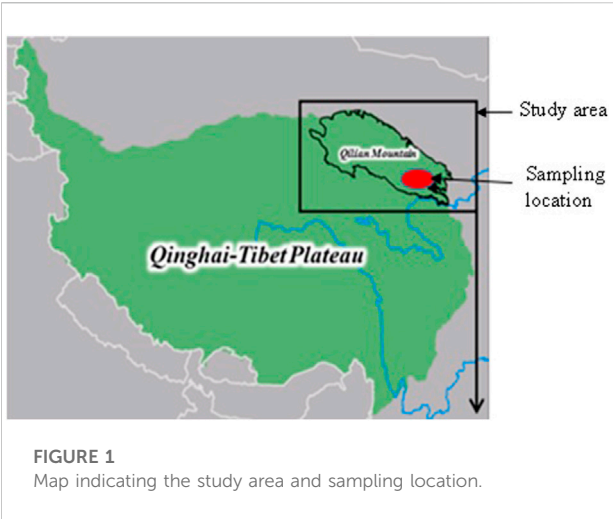 Study area
Qilian Mountain
Sampling
location
Qinghai-Tibet Plateau
FIGURE 1
Map indicating the study area and sampling location.